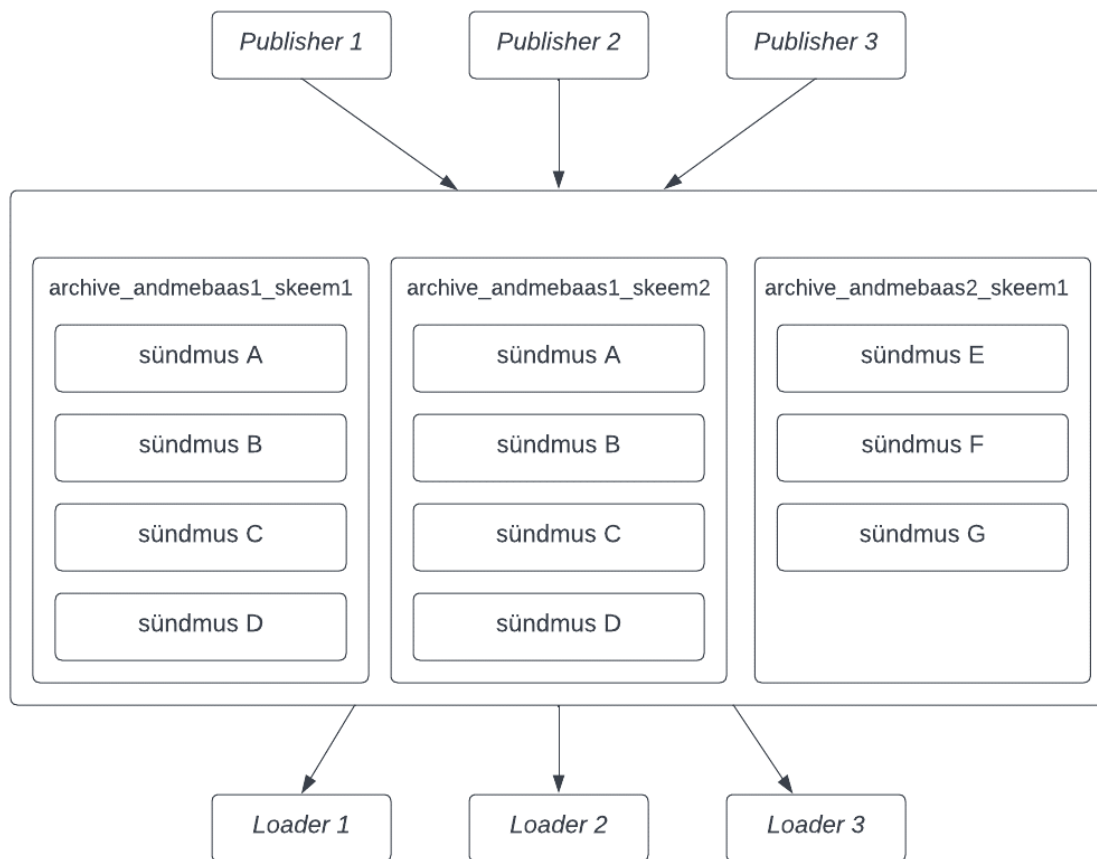 Publisher 1
Publisher 2
Publisher 3
archive_andmebaas1_skeem1
sündmus A
sündmus B
sündmus C
sündmus D
archive_andmebaas1_skeem2
sündmus A
sündmus B
sündmus C
sündmus D
archive_andmebaas2_skeem1
sündmus E
sündmus F
sündmus G
Loader 1
Loader 2
Loader 3